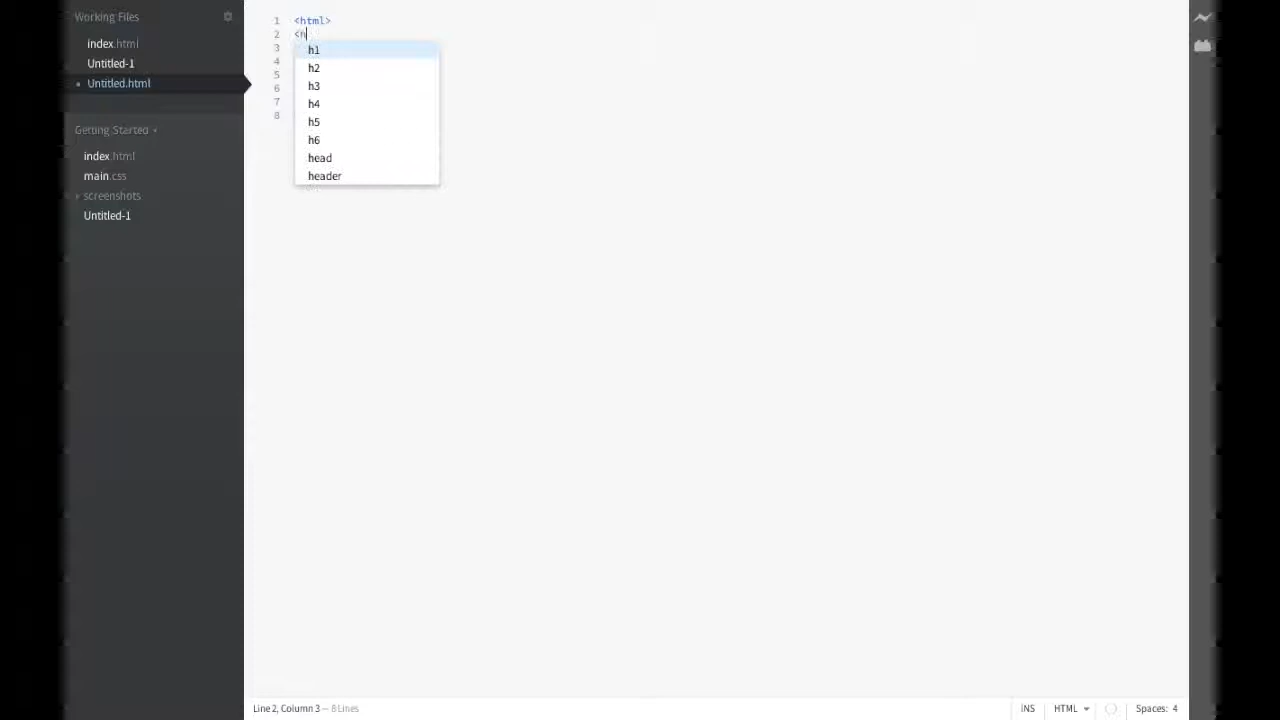 Working Files
index.html
Untitled-1
Untitled.html
Getting Started
index.html
main.css
screenshots
Untitled-1
1 <html>
2 <h
3
4
5
6
7
8
h1
h2
h3
h4
h5
h6
head
header
Line 2, Column 3 — 8 Lines
INS
HTML
Spaces: 4